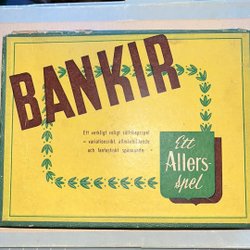 BANKIR
Ett verkligt roligt sällskapsspel
- variationsrikt, allmänbildande
och fantastiskt spännande -
Ett
Allers
spel